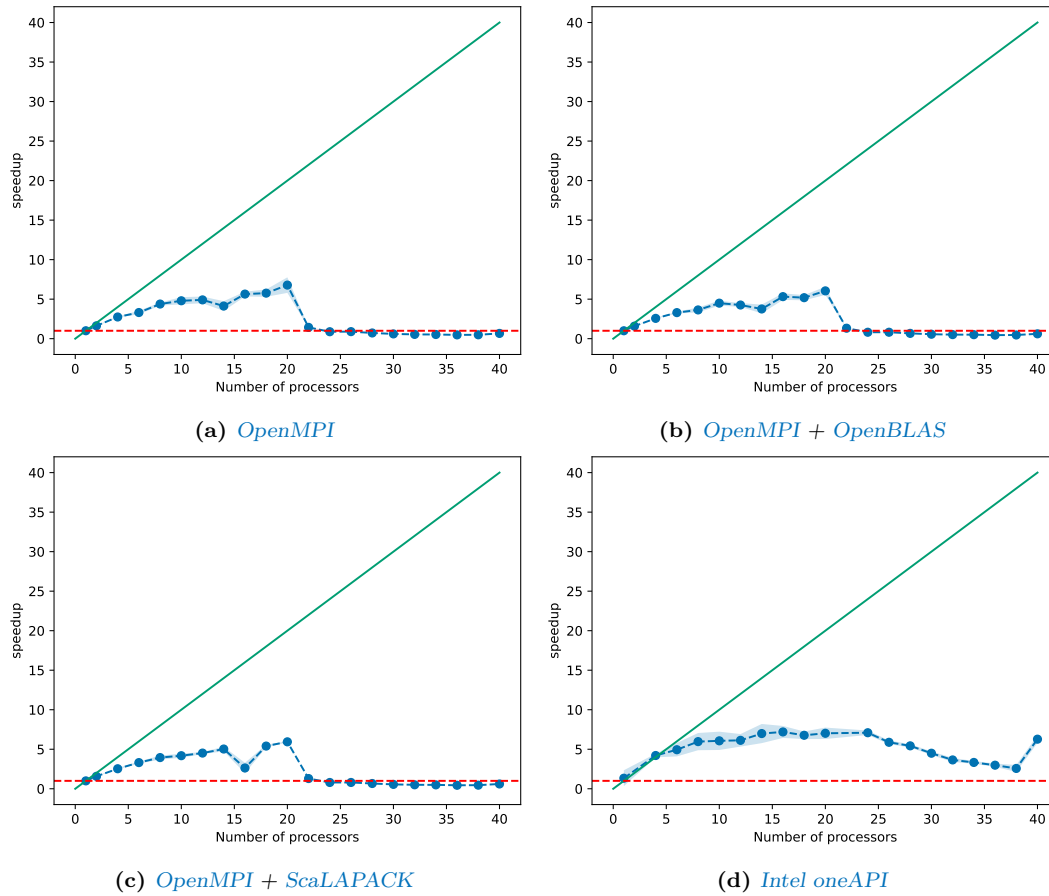 40
35
30
25
20
15
10
5
0
speedup
0 5 10 15 20 25 30 35 40
Number of processors
(a) OpenMPI
40
35
30
25
20
15
10
5
0
speedup
0 5 10 15 20 25 30 35 40
Number of processors
(b) OpenMPI + OpenBLAS
40
35
30
25
20
15
10
5
0
speedup
0 5 10 15 20 25 30 35 40
Number of processors
(c) OpenMPI + ScaLAPACK
40
35
30
25
20
15
10
5
0
speedup
0 5 10 15 20 25 30 35 40
Number of processors
(d) Intel oneAPI